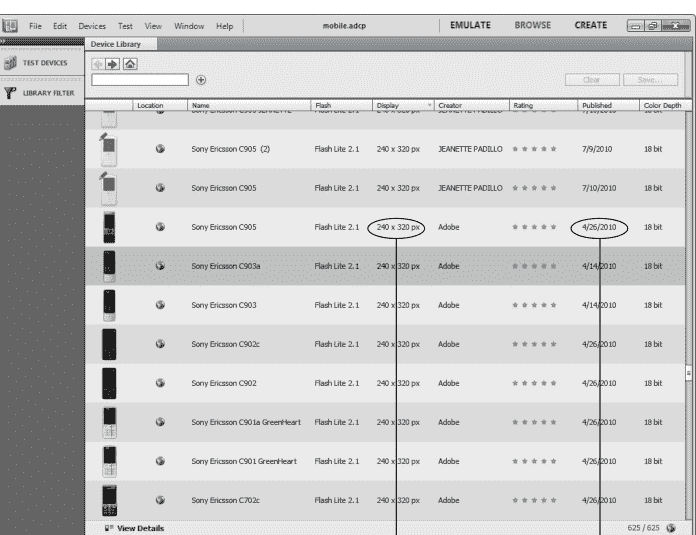 File Edit Devices Test View Window Help mobile.adcp EMULATE BROWSE CREATE
Device Library
TEST DEVICES
LIBRARY FILTER
Clear Save...
Location Name Flash Display Creator Rating Published Color Depth
Sony Ericsson C905 (2) Flash Lite 2.1 240 x 320 px JEANETTE PADILLO 7/9/2010 18 bit
Sony Ericsson C905 Flash Lite 2.1 240 x 320 px JEANETTE PADILLO 7/10/2010 18 bit
Sony Ericsson C905 Flash Lite 2.1 240 x 320 px Adobe 4/26/2010 18 bit
Sony Ericsson C903a Flash Lite 2.1 240 x 320 px Adobe 4/14/2010 18 bit
Sony Ericsson C903 Flash Lite 2.1 240 x 320 px Adobe 4/14/2010 18 bit
Sony Ericsson C902c Flash Lite 2.1 240 x 320 px Adobe 4/26/2010 18 bit
Sony Ericsson C902 Flash Lite 2.1 240 x 320 px Adobe 4/26/2010 18 bit
Sony Ericsson C901a GreenHeart Flash Lite 2.1 240 x 320 px Adobe 4/26/2010 18 bit
Sony Ericsson C901 GreenHeart Flash Lite 2.1 240 x 320 px Adobe 4/26/2010 18 bit
Sony Ericsson C702c Flash Lite 2.1 240 x 320 px Adobe 4/26/2010 18 bit
View Details 625 / 625